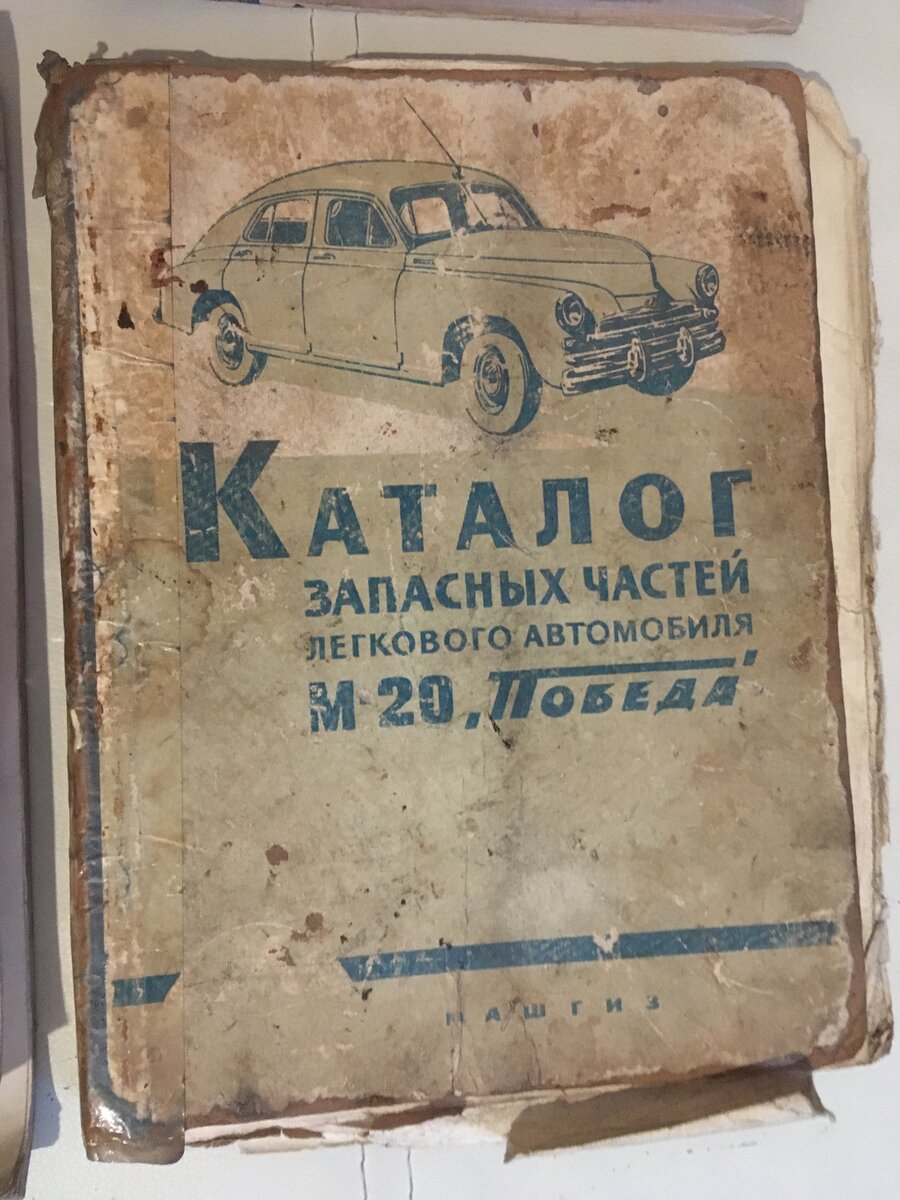 КАТАЛОГ
ЗАПАСНЫХ ЧАСТЕЙ
ЛЕГКОВОГО АВТОМОБИЛЯ
М-20 „ПОБЕДА"
МАШГИЗ